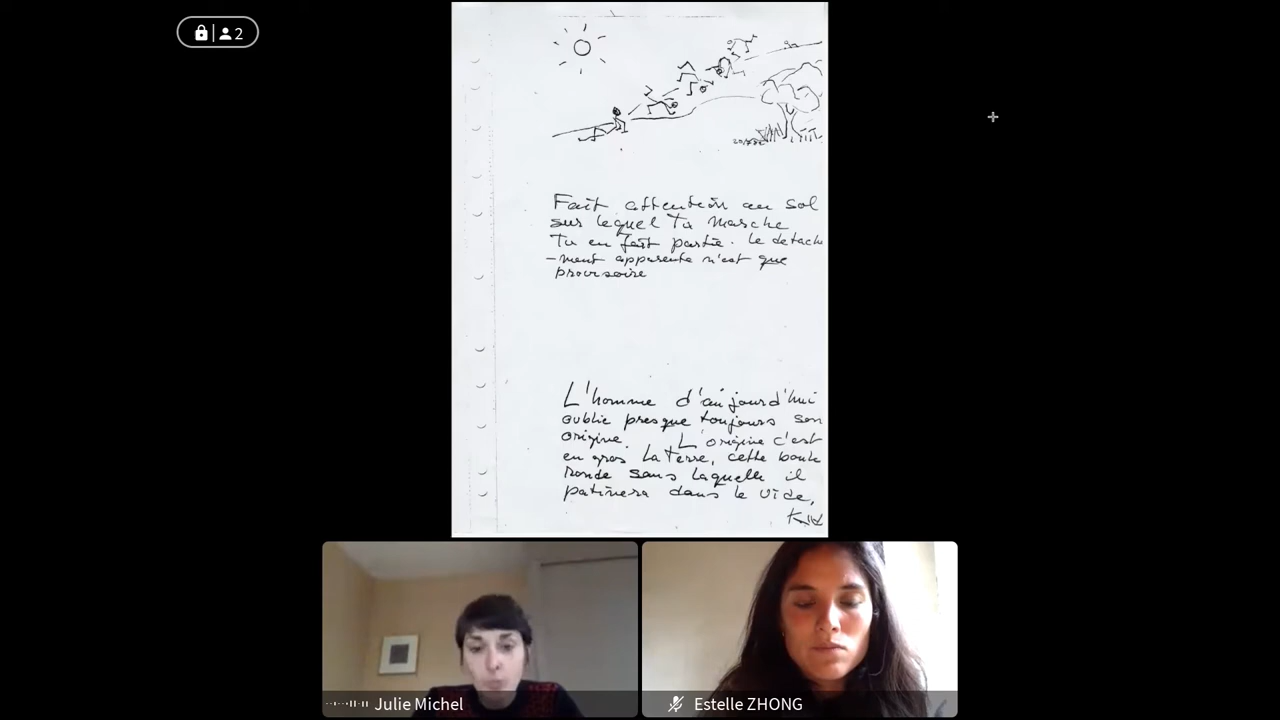 2
Fait attention au sol
sur lequel tu marche
Tu en fait partie. Le detache
-ment apparente n'est que
provisoire
L'homme d'aujourd'hui
oublie presque toujours son
origine. L'origine c'est
en gros La Terre, cette boule
ronde sans laquelle il
patinera dans le vide.
Julie Michel
Estelle ZHONG